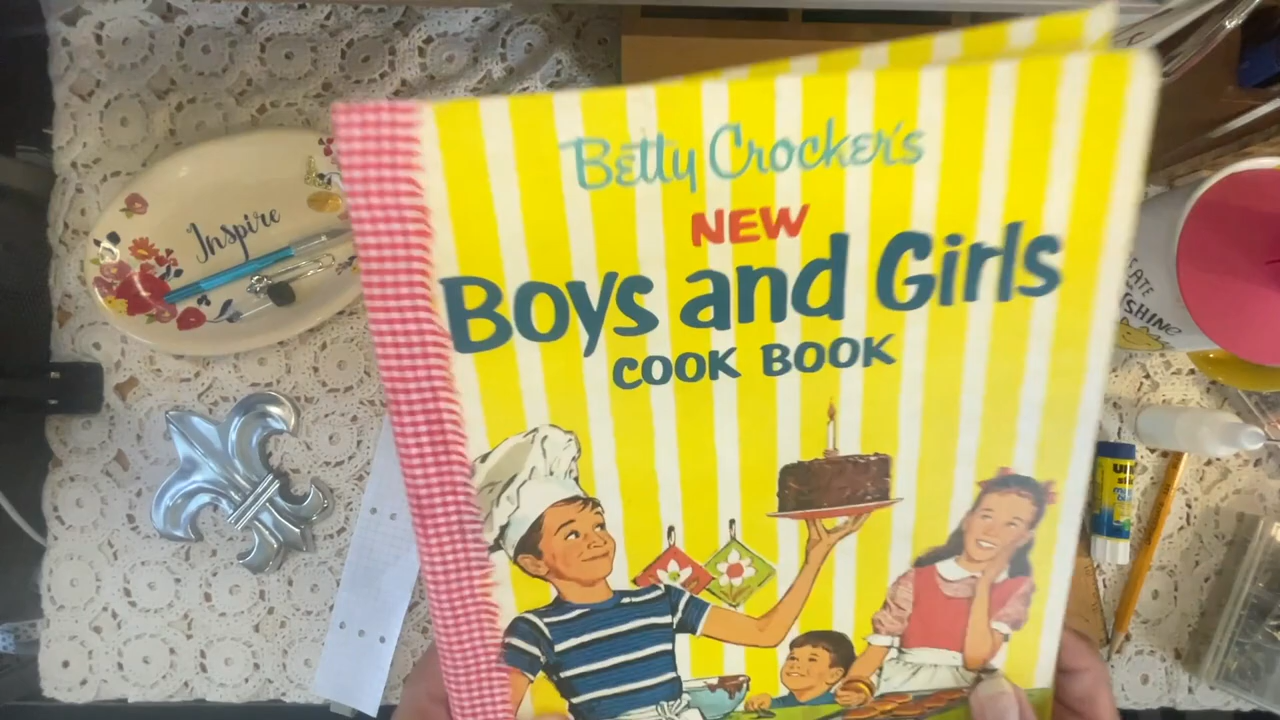 Betty Crocker's
NEW
Boys and Girls
COOK BOOK
Inspire